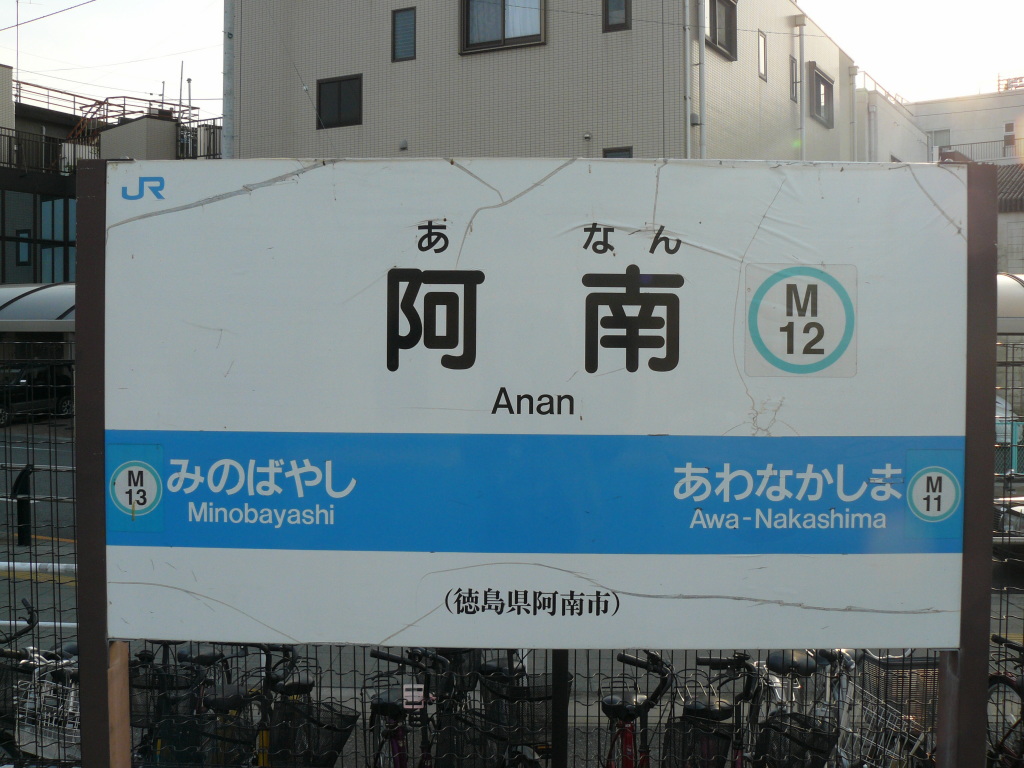 JR
あ なん
阿南
M
12
Anan
M
13
みのばやし
Minobayashi
あわなかしま
Awa-Nakashima
M
11
(徳島県阿南市)